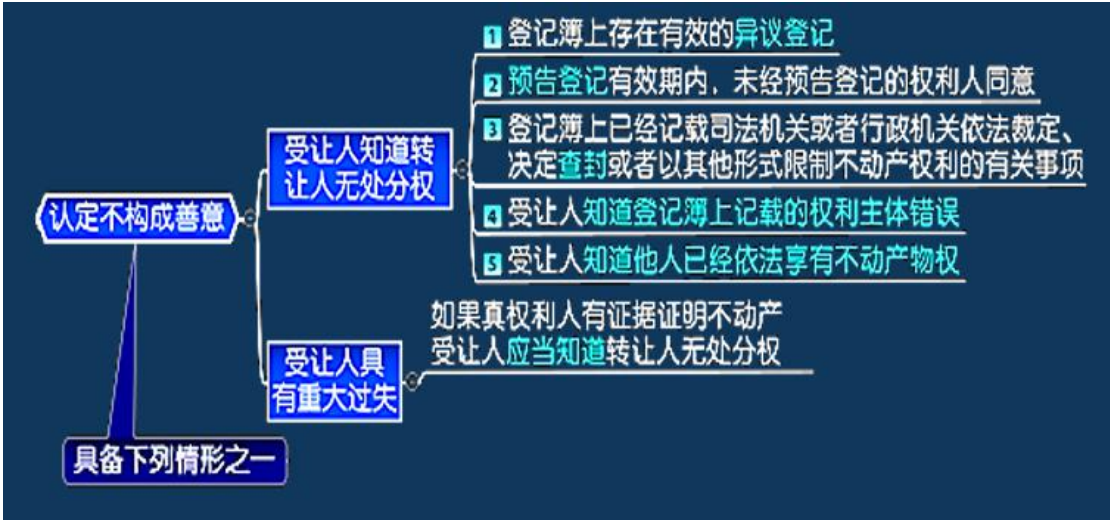 认定不构成善意
具备下列情形之一
受让人知道转
让人无处分权
1 登记簿上存在有效的异议登记
2 预告登记有效期内，未经预告登记的权利人同意
3 登记簿上已经记载司法机关或者行政机关依法裁定、
决定查封或者以其他形式限制不动产权利的有关事项
4 受让人知道登记簿上记载的权利主体错误
5 受让人知道他人已经依法享有不动产物权
受让人具
有重大过失
如果真权利人有证据证明不动产
受让人应当知道转让人无处分权